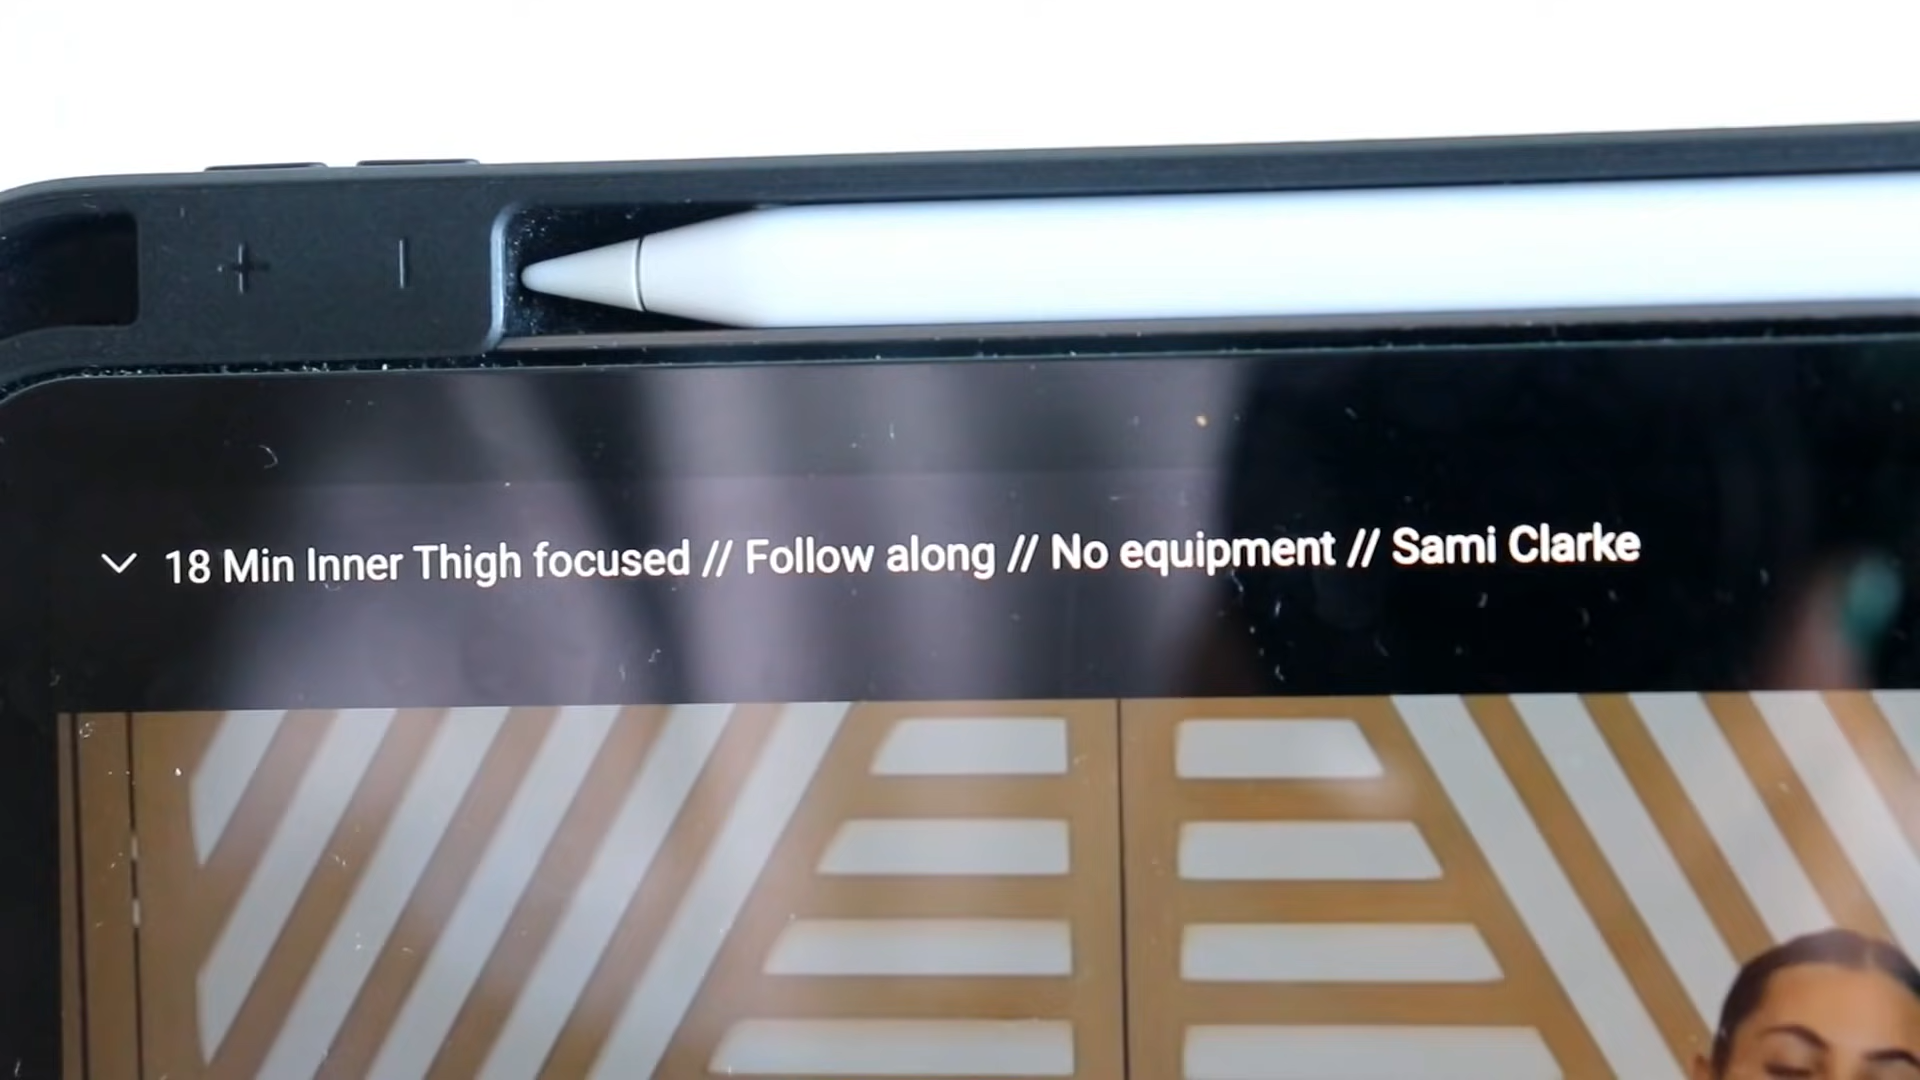 18 Min Inner Thigh focused // Follow along // No equipment // Sami Clarke